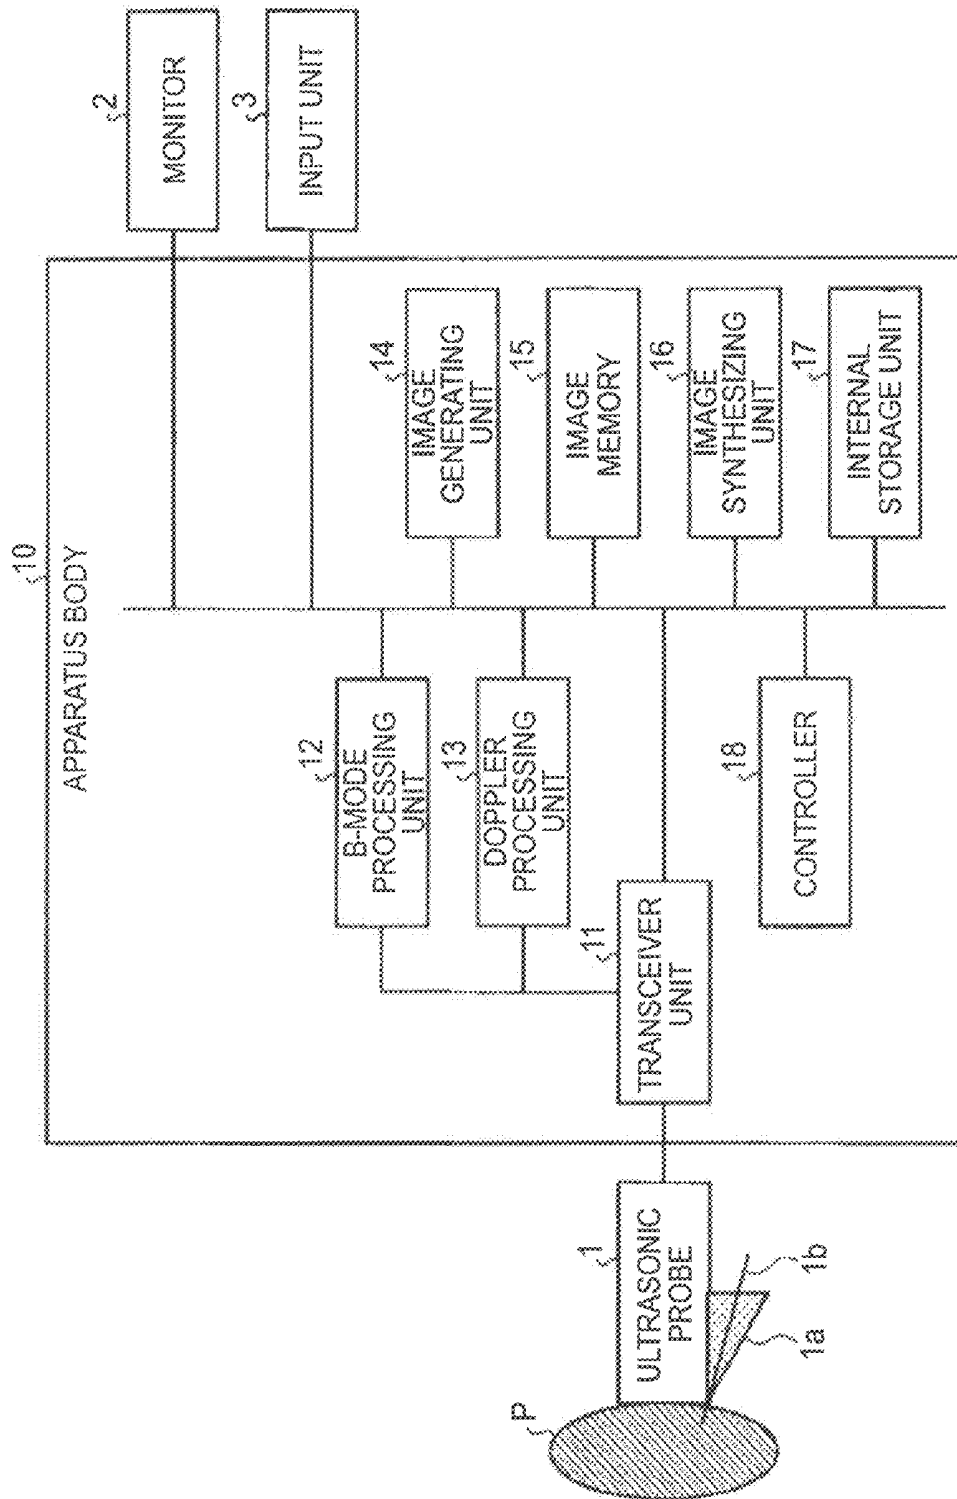 10
APPARATUS BODY
2
MONITOR
3
INPUT UNIT
12
B-MODE
PROCESSING
UNIT
14
IMAGE
GENERATING
UNIT
13
DOPPLER
PROCESSING
UNIT
15
IMAGE
MEMORY
P
1
ULTRASONIC
PROBE
11
TRANSCEIVER
UNIT
16
IMAGE
SYNTHESIZING
UNIT
1a
1b
18
CONTROLLER
17
INTERNAL
STORAGE UNIT